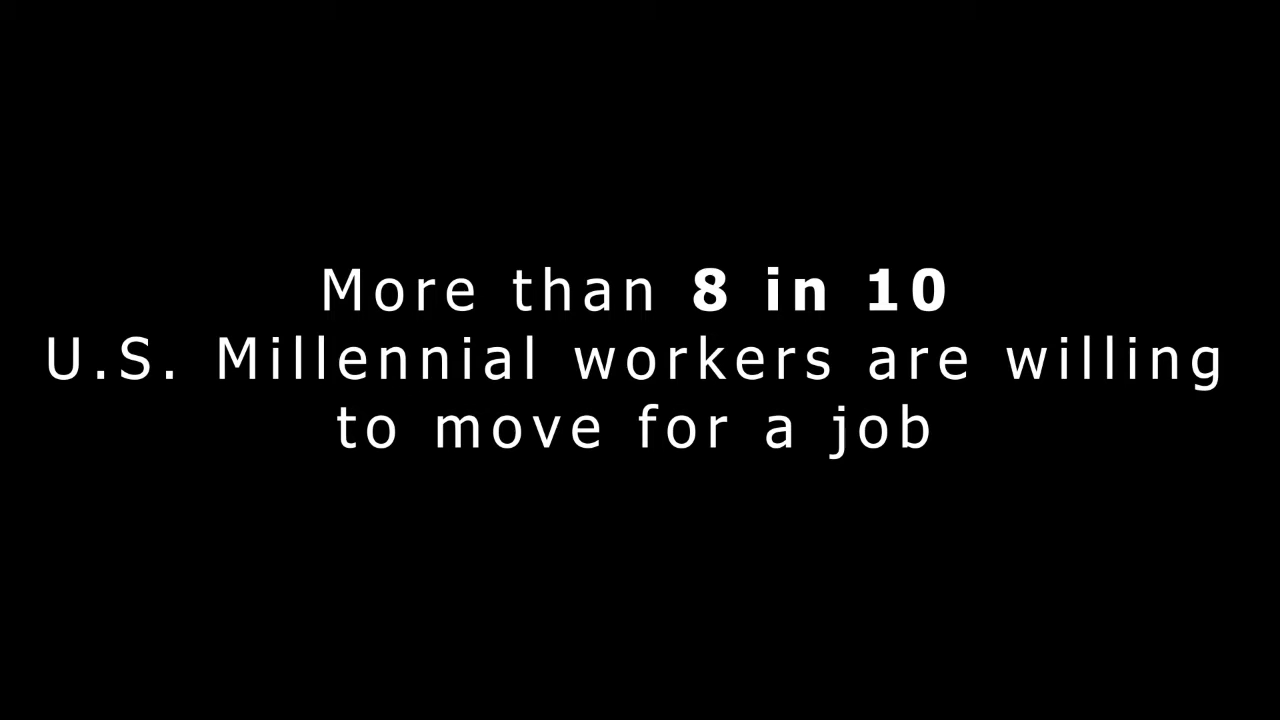 More than 8 in 10
U.S. Millennial workers are willing
to move for a job